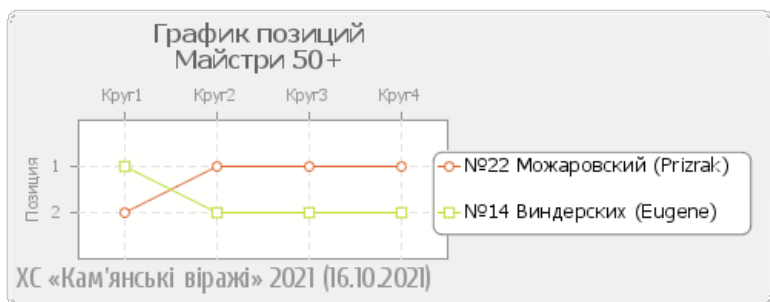 График позиций
Майстри 50+
Круг1 Круг2 Круг3 Круг4
Позиция
1
2
№22 Можаровский (Prizrak)
№14 Виндерских (Eugene)
ХС «Кам'янські віражі» 2021 (16.10.2021)